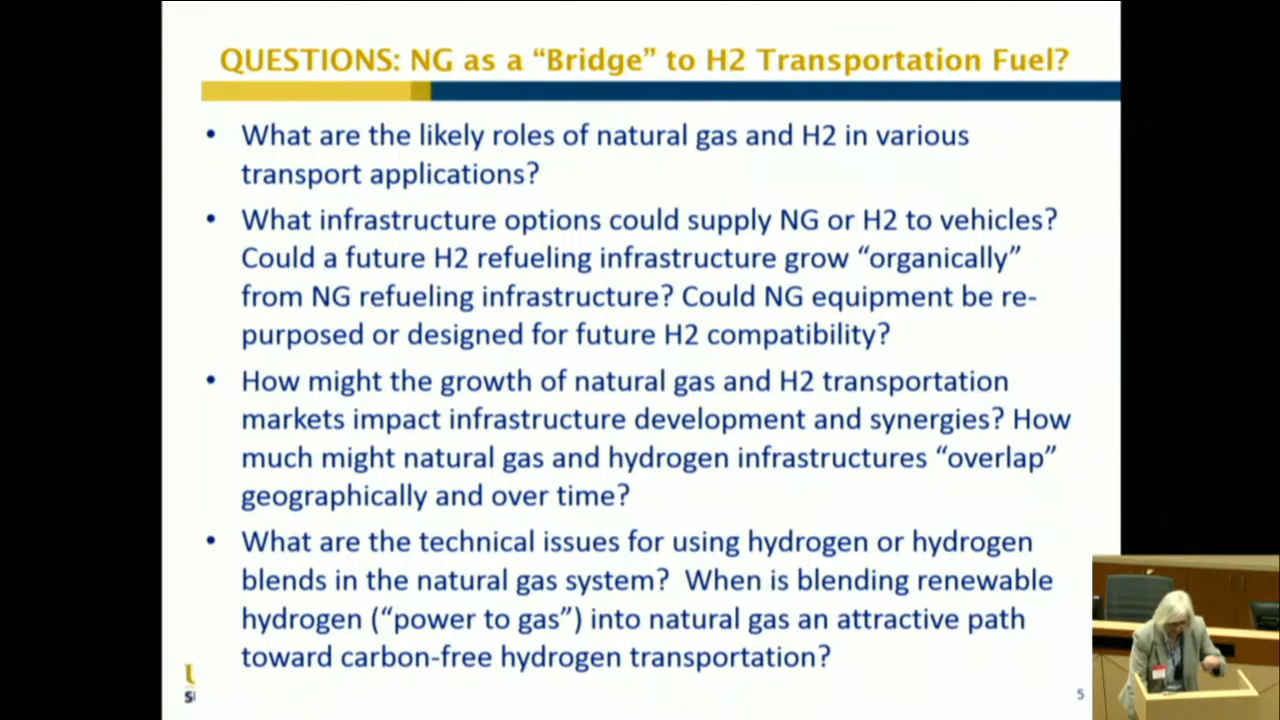 QUESTIONS: NG as a “Bridge” to H2 Transportation Fuel?
• What are the likely roles of natural gas and H2 in various
transport applications?
• What infrastructure options could supply NG or H2 to vehicles?
Could a future H2 refueling infrastructure grow “organically”
from NG refueling infrastructure? Could NG equipment be re-
purposed or designed for future H2 compatibility?
• How might the growth of natural gas and H2 transportation
markets impact infrastructure development and synergies? How
much might natural gas and hydrogen infrastructures “overlap”
geographically and over time?
• What are the technical issues for using hydrogen or hydrogen
blends in the natural gas system? When is blending renewable
hydrogen (“power to gas”) into natural gas an attractive path
toward carbon-free hydrogen transportation?
5